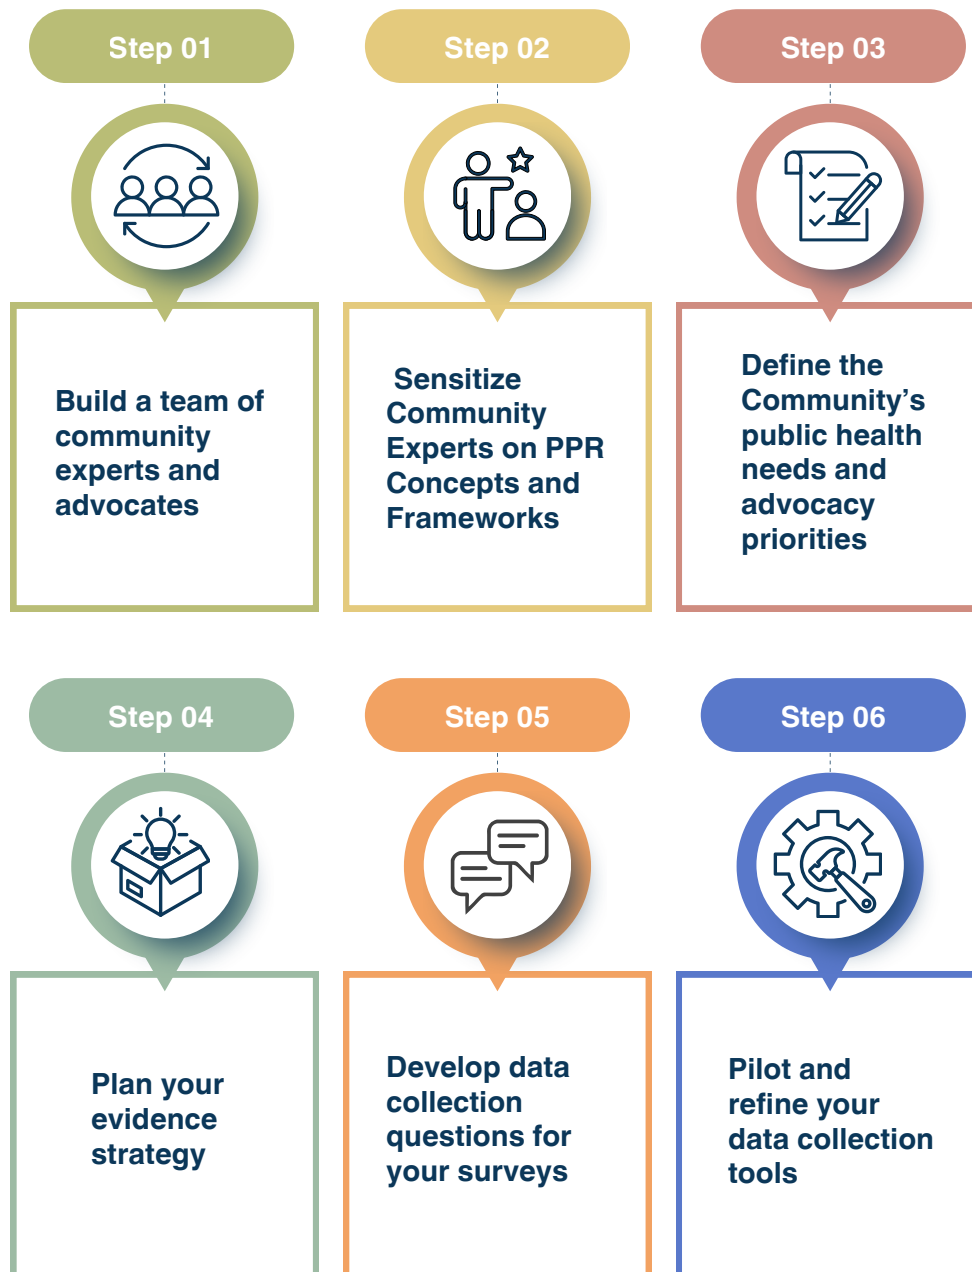 Step 01
Step 02
Step 03
Build a team of
community
experts and
advocates
Sensitize
Community
Experts on PPR
Concepts and
Frameworks
Define the
Community’s
public health
needs and
advocacy
priorities
Step 04
Step 05
Step 06
Plan your
evidence
strategy
Develop data
collection
questions for
your surveys
Pilot and
refine your
data collection
tools